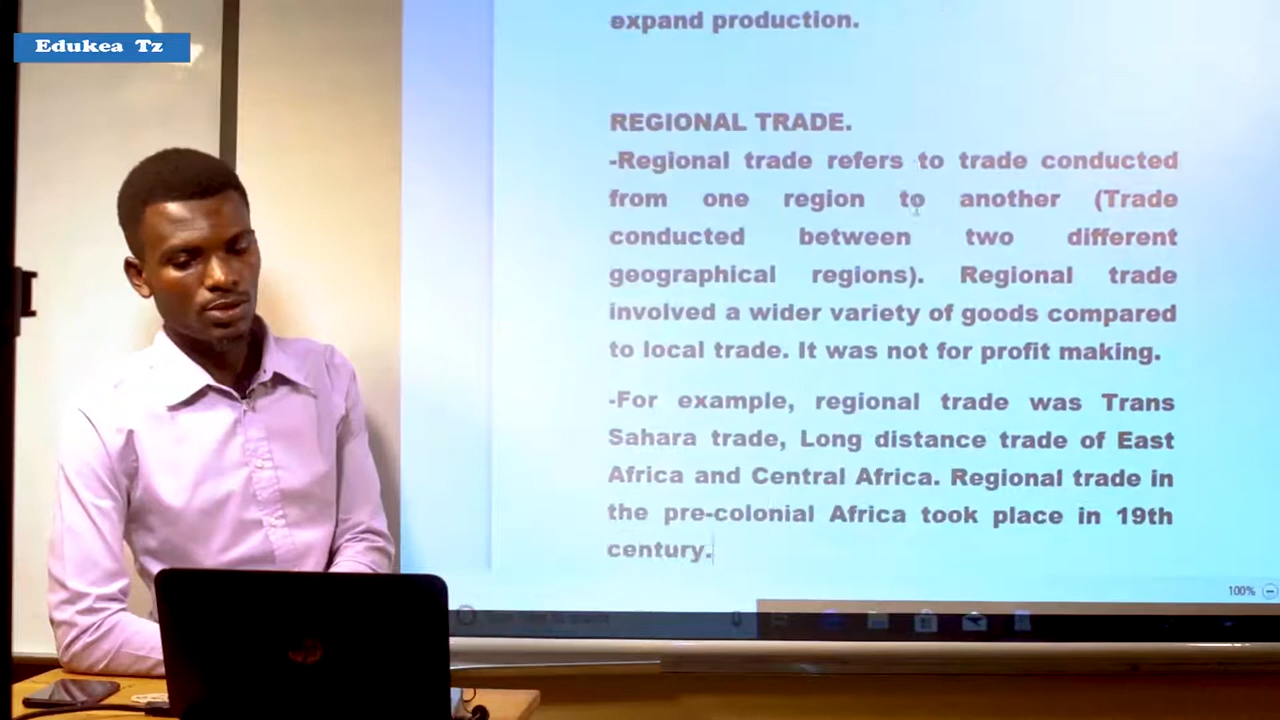 Edukea Tz
expand production.
REGIONAL TRADE.
-Regional trade refers to trade conducted
from one region to another (Trade
conducted between two different
geographical regions). Regional trade
involved a wider variety of goods compared
to local trade. It was not for profit making.
-For example, regional trade was Trans
Sahara trade, Long distance trade of East
Africa and Central Africa. Regional trade in
the pre-colonial Africa took place in 19th
century.
100%